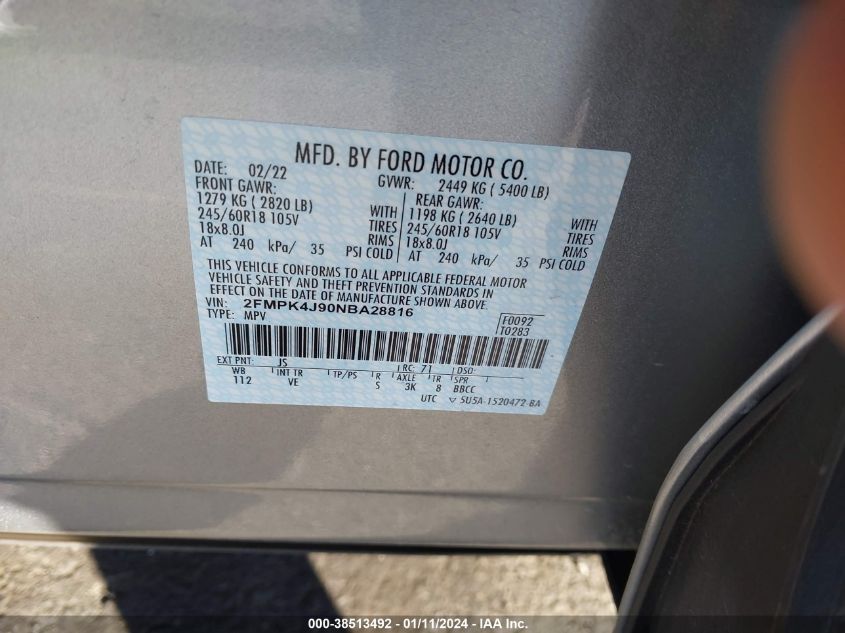 MFD. BY FORD MOTOR CO.
DATE: 02/22 GVWR: 2449 KG ( 5400 LB)
FRONT GAWR: REAR GAWR:
1279 KG ( 2820 LB) WITH 1198 KG ( 2640 LB) WITH
245/60R18 105V TIRES 245/60R18 105V TIRES
18x8.0J RIMS 18x8.0J RIMS
AT 240 kPa/ 35 PSI COLD AT 240 kPa/ 35 PSI COLD
THIS VEHICLE CONFORMS TO ALL APPLICABLE FEDERAL MOTOR
VEHICLE SAFETY AND THEFT PREVENTION STANDARDS IN
EFFECT ON THE DATE OF MANUFACTURE SHOWN ABOVE.
VIN: 2FMPK4J90NBA28816 F0092
TYPE: MPV T0283
EXT PNT: JS RC: 71 DSO:
WB INT TR TP/PS R AXLE TR SPR
112 VE S 3K 8 BBCC
UTC ▽ 5U5A-1520472-BA
000-38513492 - 01/11/2024 - IAA Inc.